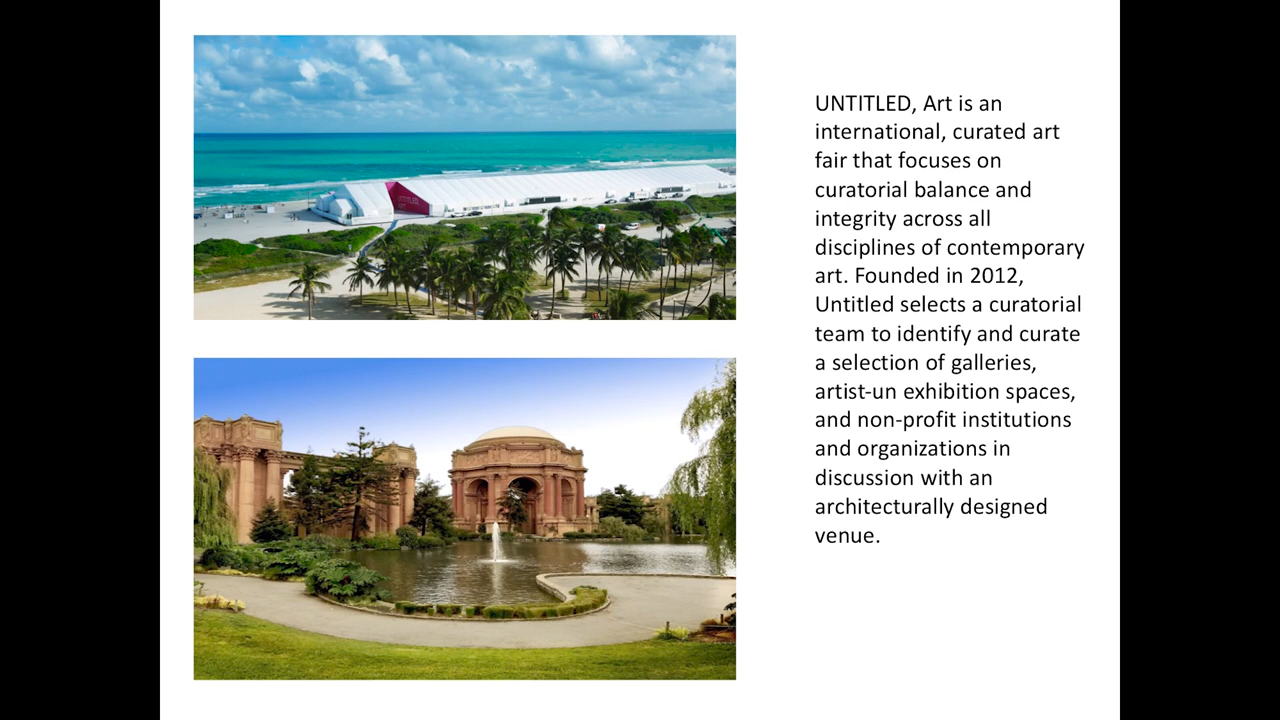 UNTITLED,
ART
UNTITLED, Art is an
international, curated art
fair that focuses on
curatorial balance and
integrity across all
disciplines of contemporary
art. Founded in 2012,
Untitled selects a curatorial
team to identify and curate
a selection of galleries,
artist-un exhibition spaces,
and non-profit institutions
and organizations in
discussion with an
architecturally designed
venue.